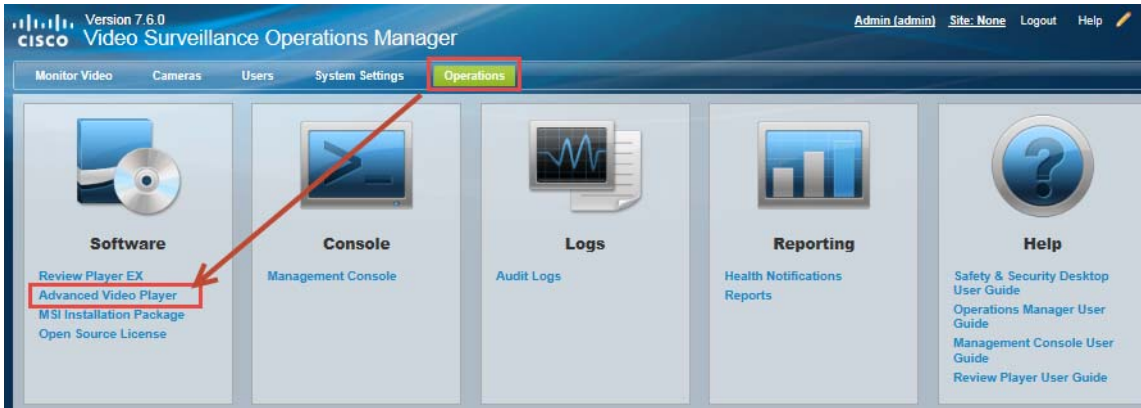 Version 7.6.0
CISCO Video Surveillance Operations Manager
Admin (admin) Site: None Logout Help
Monitor Video Cameras Users System Settings Operations
Software
Review Player EX
Advanced Video Player
MSI Installation Package
Open Source License
Console
Management Console
Logs
Audit Logs
Reporting
Health Notifications
Reports
Help
Safety & Security Desktop
User Guide
Operations Manager User
Guide
Management Console User
Guide
Review Player User Guide